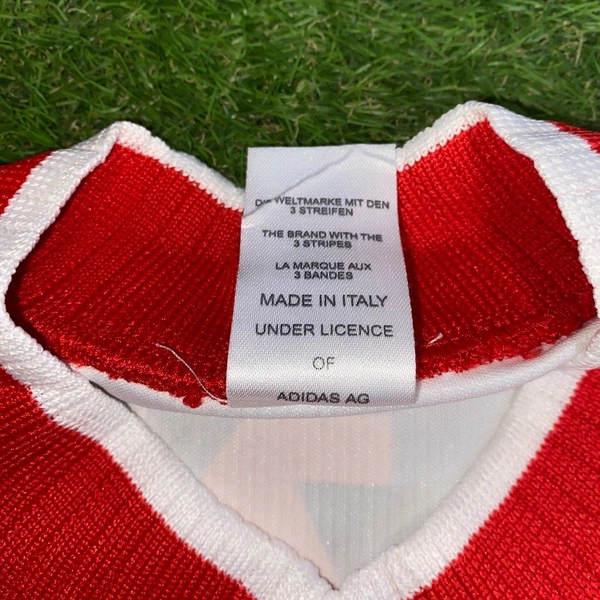 DIE WELTMARKE MIT DEN
3 STREIFEN
THE BRAND WITH THE
3 STRIPES
LA MARQUE AUX
3 BANDES
MADE IN ITALY
UNDER LICENCE
OF
ADIDAS AG